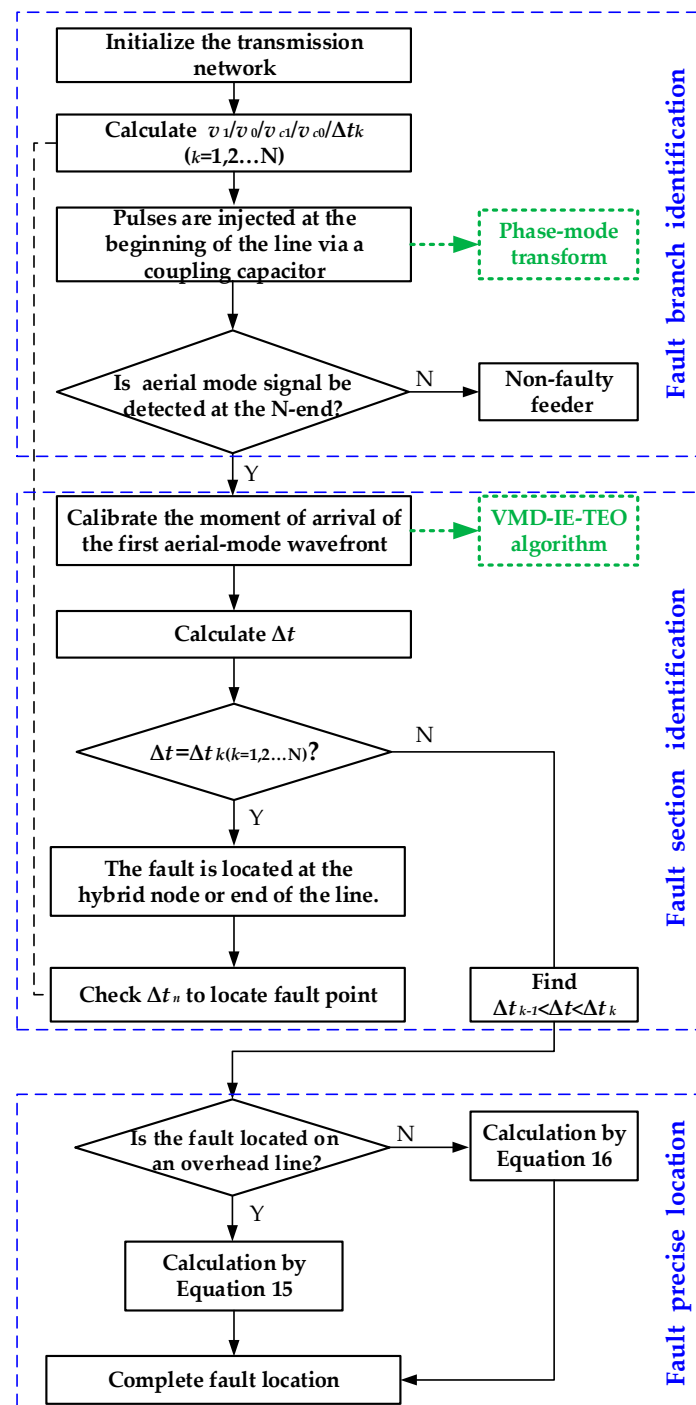 Initialize the transmission
network
Calculate v1/v0/vc1/vc0/Δtk
(k=1,2...N)
Pulses are injected at the
beginning of the line via a
coupling capacitor
Phase-mode
transform
Is aerial mode signal be
detected at the N-end?
N
Non-faulty
feeder
Y
Fault branch identification
Calibrate the moment of arrival of
the first aerial-mode wavefront
VMD-IE-TEO
algorithm
Calculate Δt
Δt=Δtk(k=1,2...N)?
N
Y
The fault is located at the
hybrid node or end of the line.
Check Δtn to locate fault point
Find
Δtk-1<Δt<Δtk
Fault section identification
Is the fault located on
an overhead line?
N
Calculation by
Equation 16
Y
Calculation by
Equation 15
Complete fault location
Fault precise location